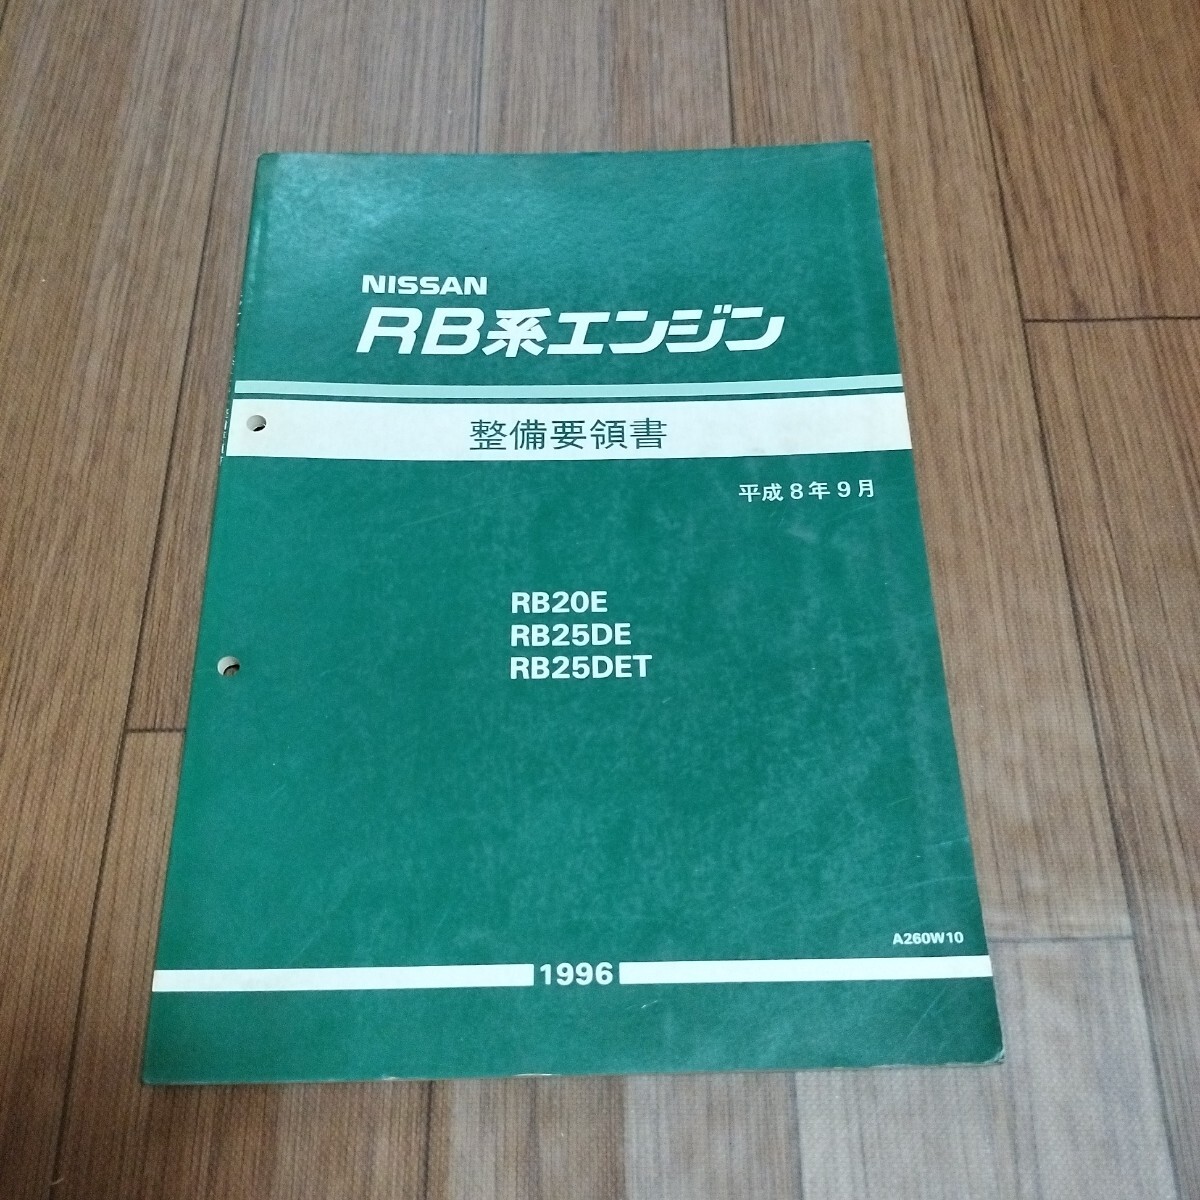 NISSAN
RB系エンジン
整備要領書
平成8年9月
RB20E
RB25DE
RB25DET
A260W10
1996